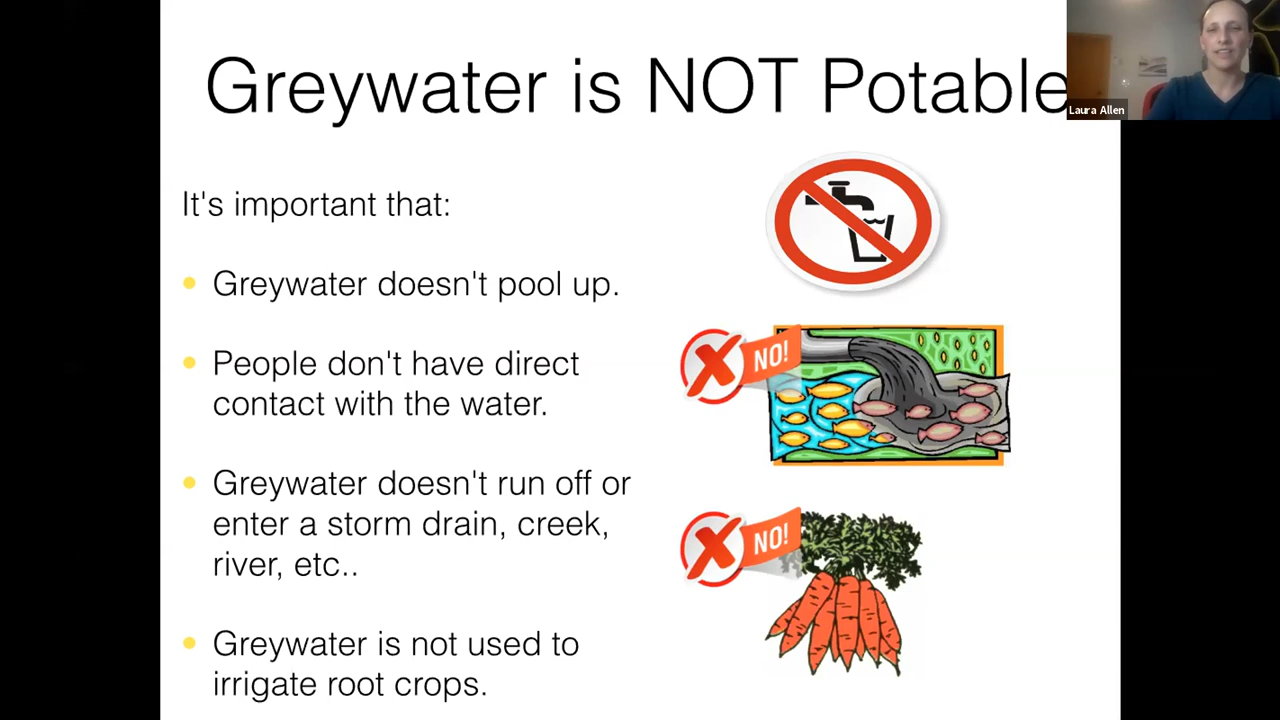 Greywater is NOT Potable
Laura Allen
It's important that:
• Greywater doesn't pool up.
• People don't have direct
contact with the water.
• Greywater doesn't run off or
enter a storm drain, creek,
river, etc..
• Greywater is not used to
irrigate root crops.
NO!
NO!